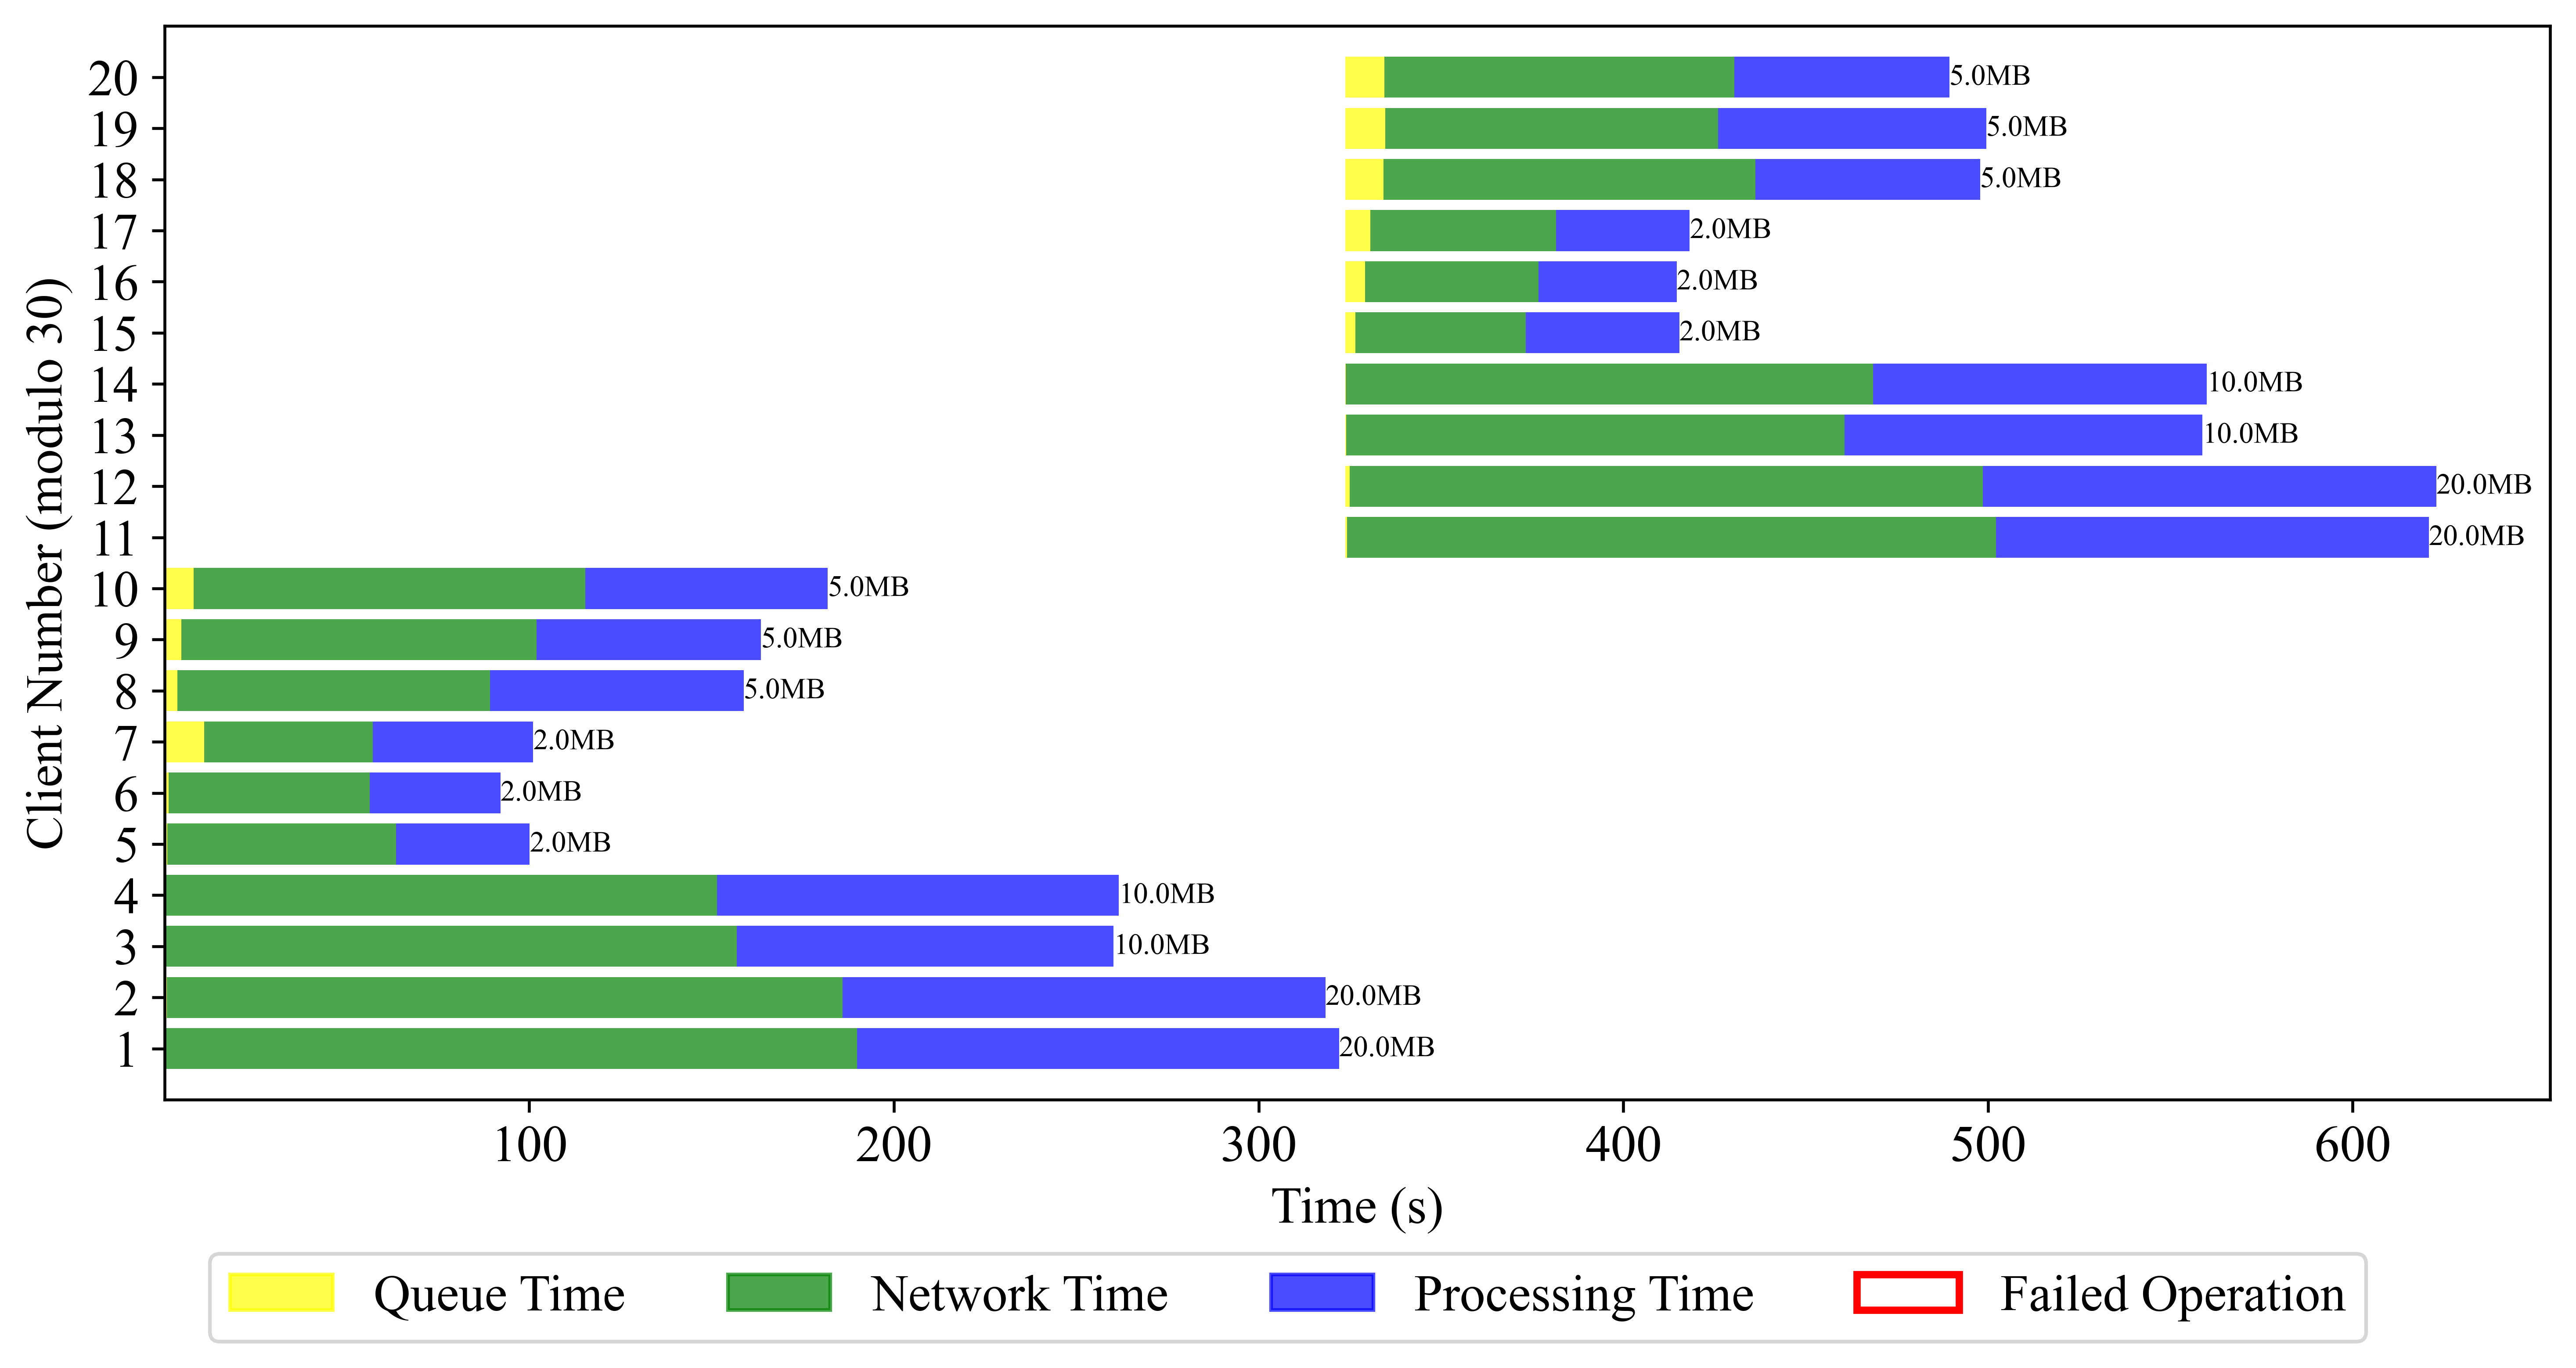 Client Number (modulo 30)
20
5.0MB
19
5.0MB
18
5.0MB
17
2.0MB
16
2.0MB
15
2.0MB
14
10.0MB
13
10.0MB
12
20.0MB
11
20.0MB
10
5.0MB
9
5.0MB
8
5.0MB
7
2.0MB
6
2.0MB
5
2.0MB
4
10.0MB
3
10.0MB
2
20.0MB
1
20.0MB
100 200 300 400 500 600
Time (s)
Queue Time Network Time Processing Time Failed Operation